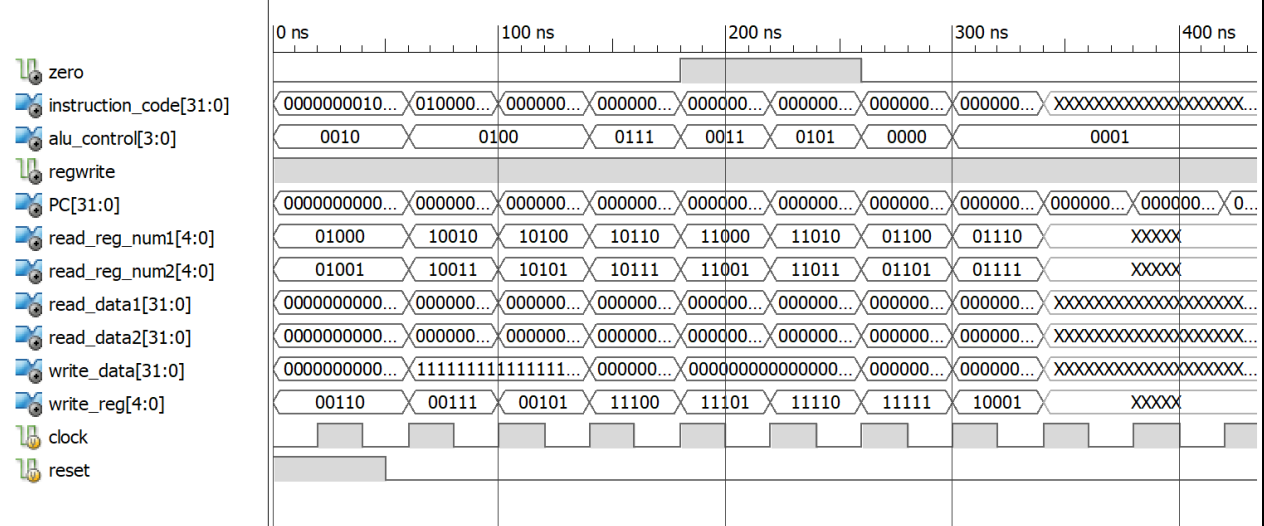 0 ns 100 ns 200 ns 300 ns 400 ns
zero
instruction_code[31:0] 0000000010... 010000... 000000... 000000... 000000... 000000... 000000... 000000... XXXXXXXXXXXXXXXXXXX...
alu_control[3:0] 0010 0100 0111 0011 0101 0000 0001
regwrite
PC[31:0] 0000000000... 000000... 000000... 000000... 000000... 000000... 000000... 000000... 000000... 000000... 0...
read_reg_num1[4:0] 01000 10010 10100 10110 11000 11010 01100 01110 XXXXX
read_reg_num2[4:0] 01001 10011 10101 10111 11001 11011 01101 01111 XXXXX
read_data1[31:0] 0000000000... 000000... 000000... 000000... 000000... 000000... 000000... 000000... XXXXXXXXXXXXXXXXXXX...
read_data2[31:0] 0000000000... 000000... 000000... 000000... 000000... 000000... 000000... 000000... XXXXXXXXXXXXXXXXXXX...
write_data[31:0] 0000000000... 111111111111111... 000000... 000000000000000... 000000... 000000... XXXXXXXXXXXXXXXXXXX...
write_reg[4:0] 00110 00111 00101 11100 11101 11110 11111 10001 XXXXX
clock
reset